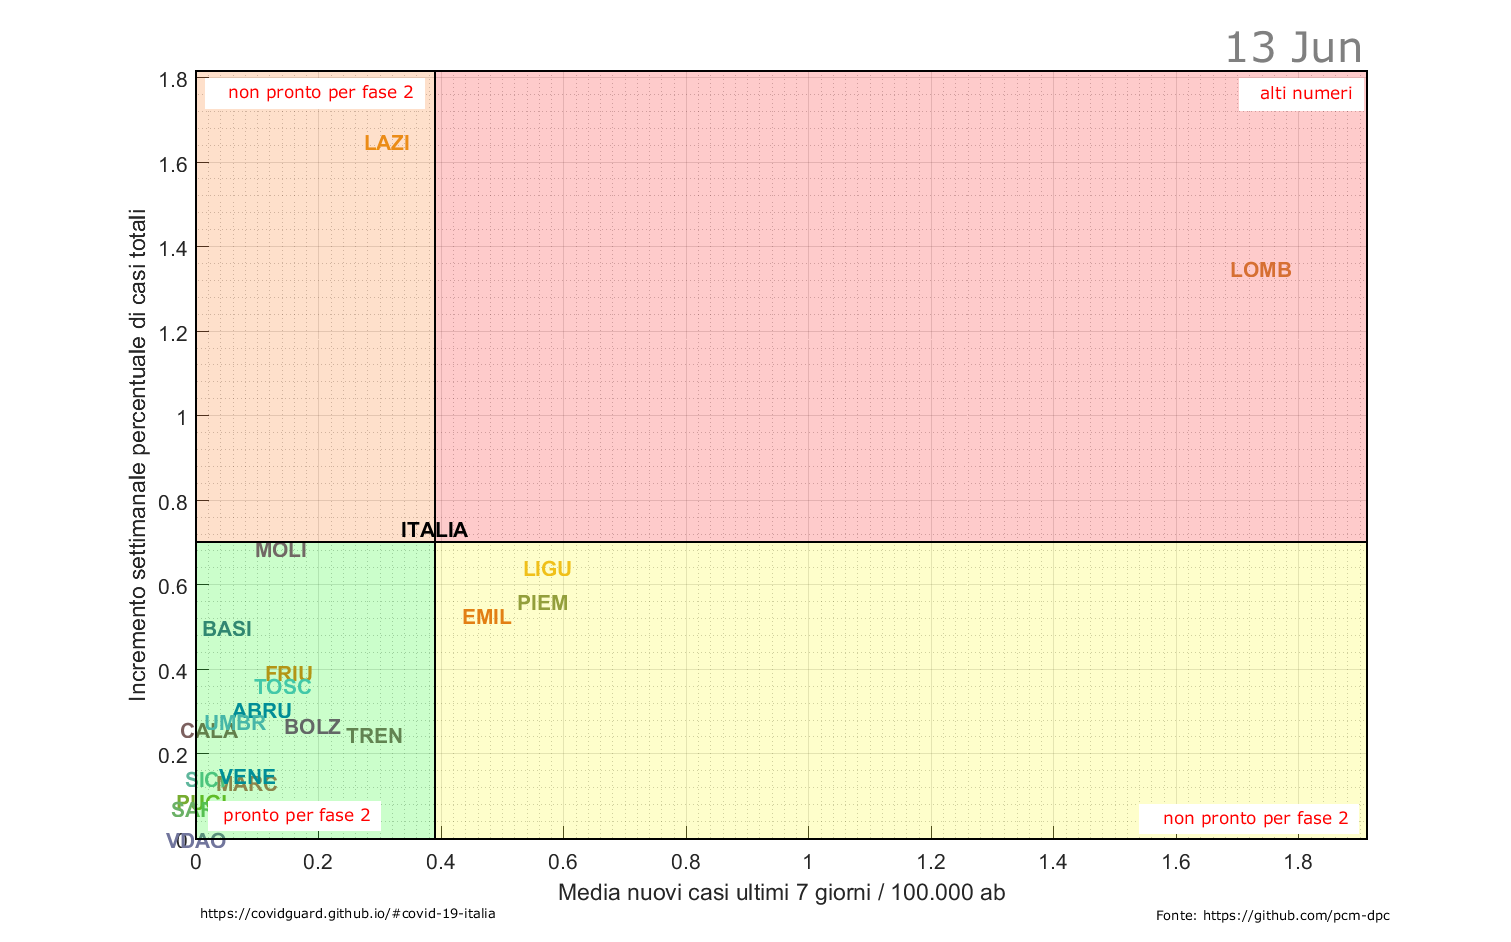 13 Jun
1.8
non pronto per fase 2
alti numeri
LAZI
1.6
1.4
LOMB
1.2
1
0.8
ITALIA
MOLI
LIGU
0.6
PIEM
EMIL
BASI
0.4
FRIU
TOSC
ABRU
UMBR
BOLZ
CALA
TREN
0.2
VENE
MARC
pronto per fase 2
non pronto per fase 2
0
VDAO
Incremento settimanale percentuale di casi totali
0 0.2 0.4 0.6 0.8 1 1.2 1.4 1.6 1.8
Media nuovi casi ultimi 7 giorni / 100.000 ab
https://covidguard.github.io/#covid-19-italia
Fonte: https://github.com/pcm-dpc